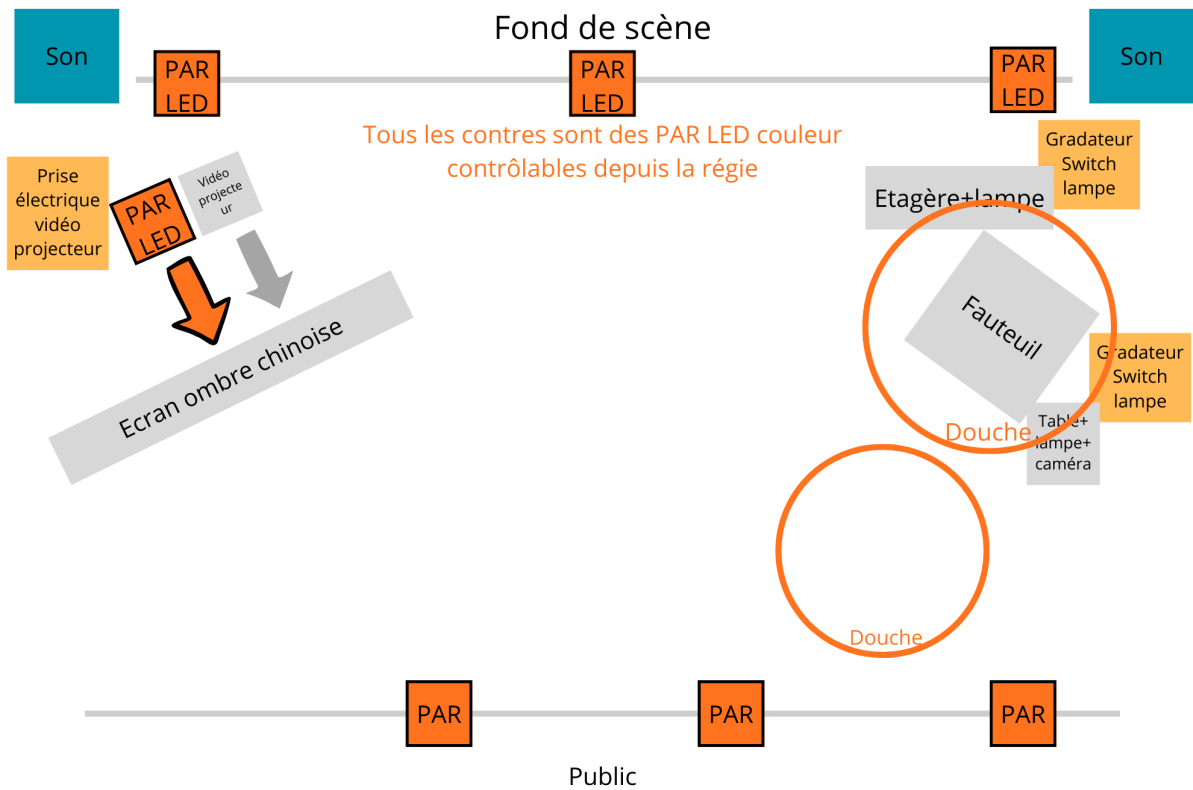 Fond de scène
Son
PAR
LED
PAR
LED
PAR
LED
Son
Tous les contres sont des PAR LED couleur
contrôlables depuis la régie
Prise
électrique
vidéo
projecteur
PAR
LED
Vidéo
projecte
ur
Ecran ombre chinoise
Gradateur
Switch
lampe
Etagère+lampe
Fauteuil
Gradateur
Switch
lampe
Douche
Table+
lampe+
caméra
Douche
PAR
PAR
PAR
Public